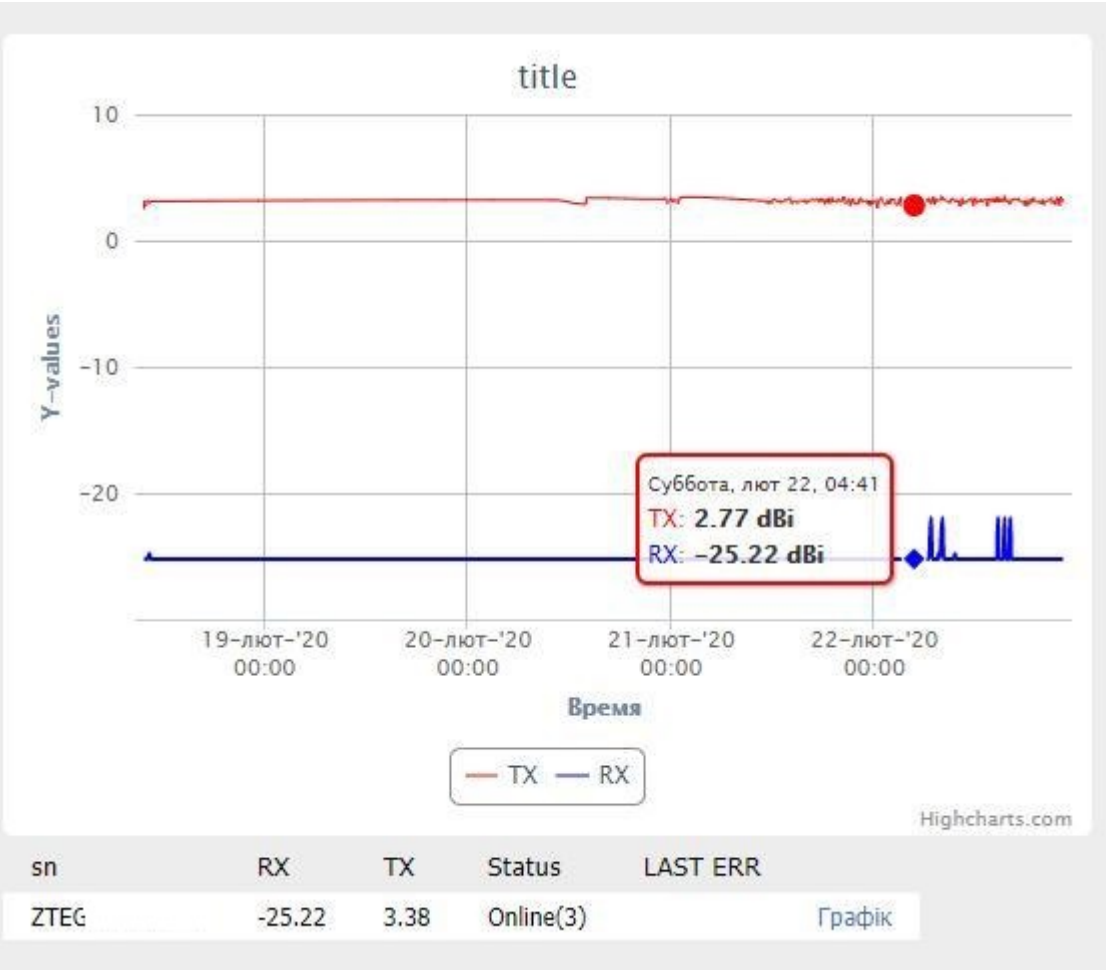 title
10
0
−10
−20
Y−values
Суббота, лют 22, 04:41
TX: 2.77 dBi
RX: −25.22 dBi
19−лют−'20
00:00
20−лют−'20
00:00
21−лют−'20
00:00
22−лют−'20
00:00
Время
TX RX
Highcharts.com
sn RX TX Status LAST ERR
ZTEG -25.22 3.38 Online(3) Графік